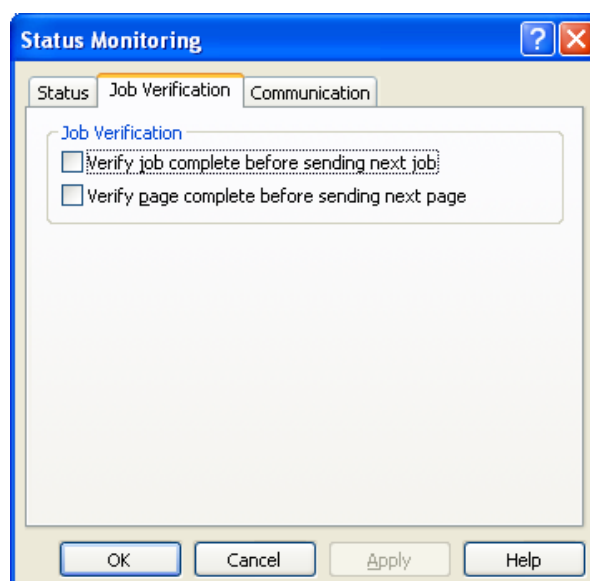 Status Monitoring
Status Job Verification Communication
Job Verification
Verify job complete before sending next job
Verify page complete before sending next page
OK Cancel Apply Help